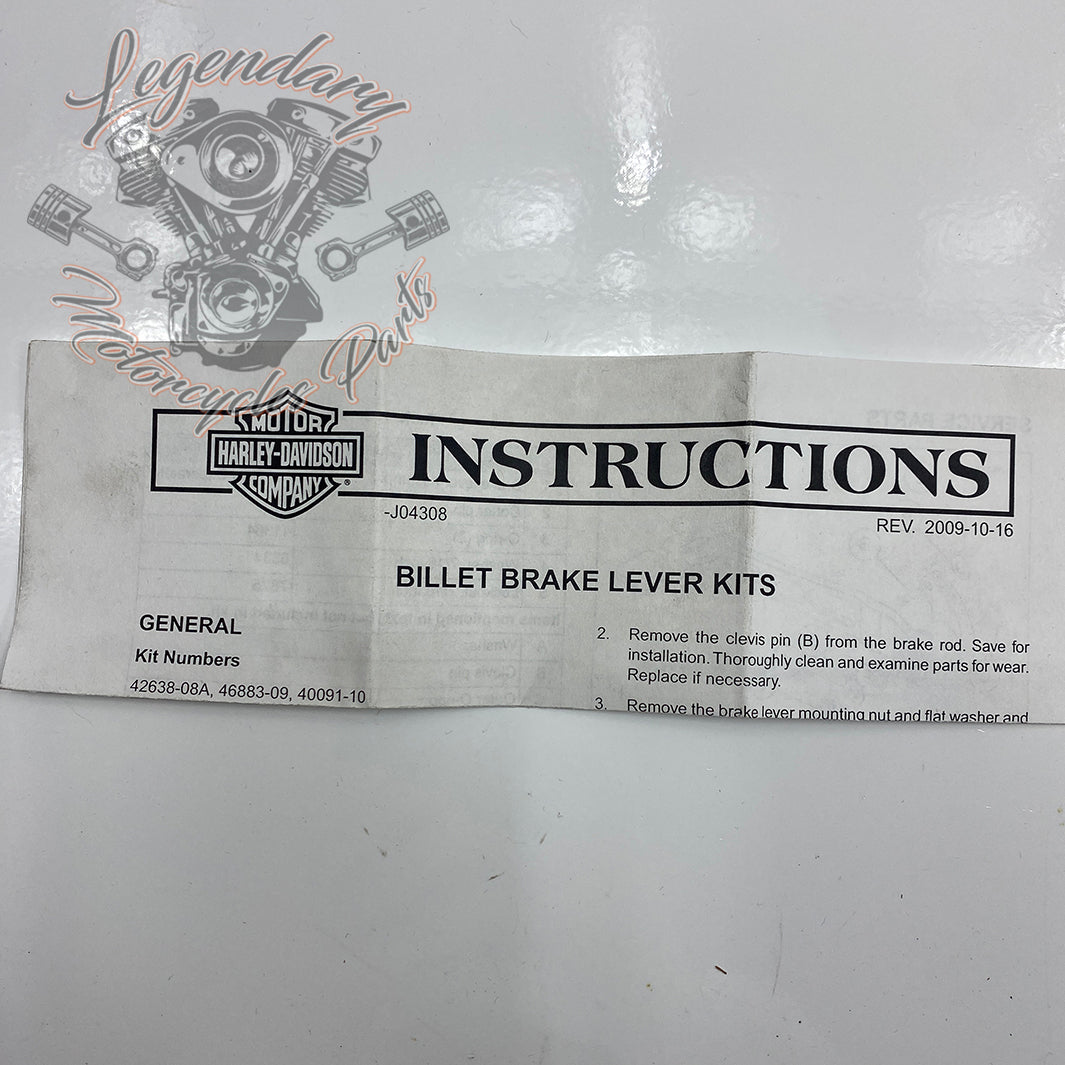 Legendary
Motorcycles Parts
MOTOR
HARLEY-DAVIDSON
COMPANY
®
INSTRUCTIONS
-J04308
REV. 2009-10-16
BILLET BRAKE LEVER KITS
GENERAL
Kit Numbers
42638-08A, 46883-09, 40091-10
2. Remove the clevis pin (B) from the brake rod. Save for
installation. Thoroughly clean and examine parts for wear.
Replace if necessary.
3. Remove the brake lever mounting nut and flat washer and